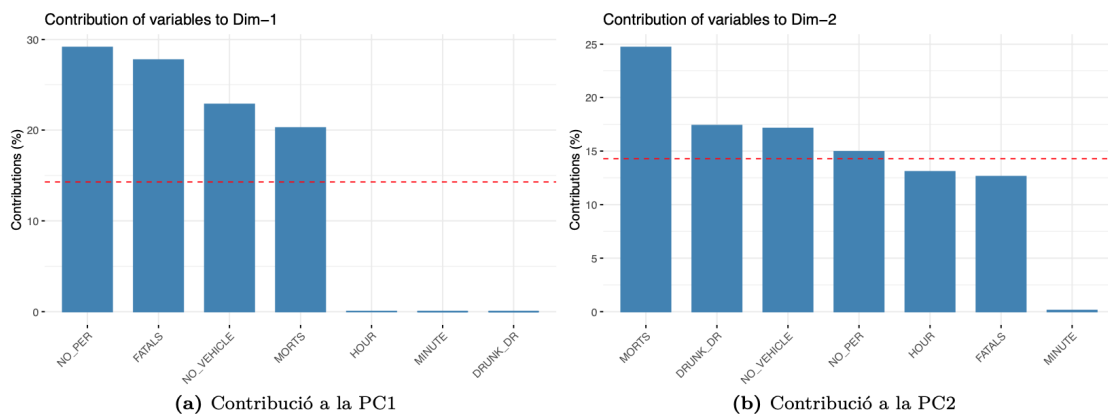 Contribution of variables to Dim−1
Contributions (%)
30
20
10
0
NO_PER
FATALS
NO_VEHICLE
MORTS
HOUR
MINUTE
DRUNK_DR
(a) Contribució a la PC1
Contribution of variables to Dim−2
Contributions (%)
25
20
15
10
5
0
MORTS
DRUNK_DR
NO_VEHICLE
NO_PER
HOUR
FATALS
MINUTE
(b) Contribució a la PC2